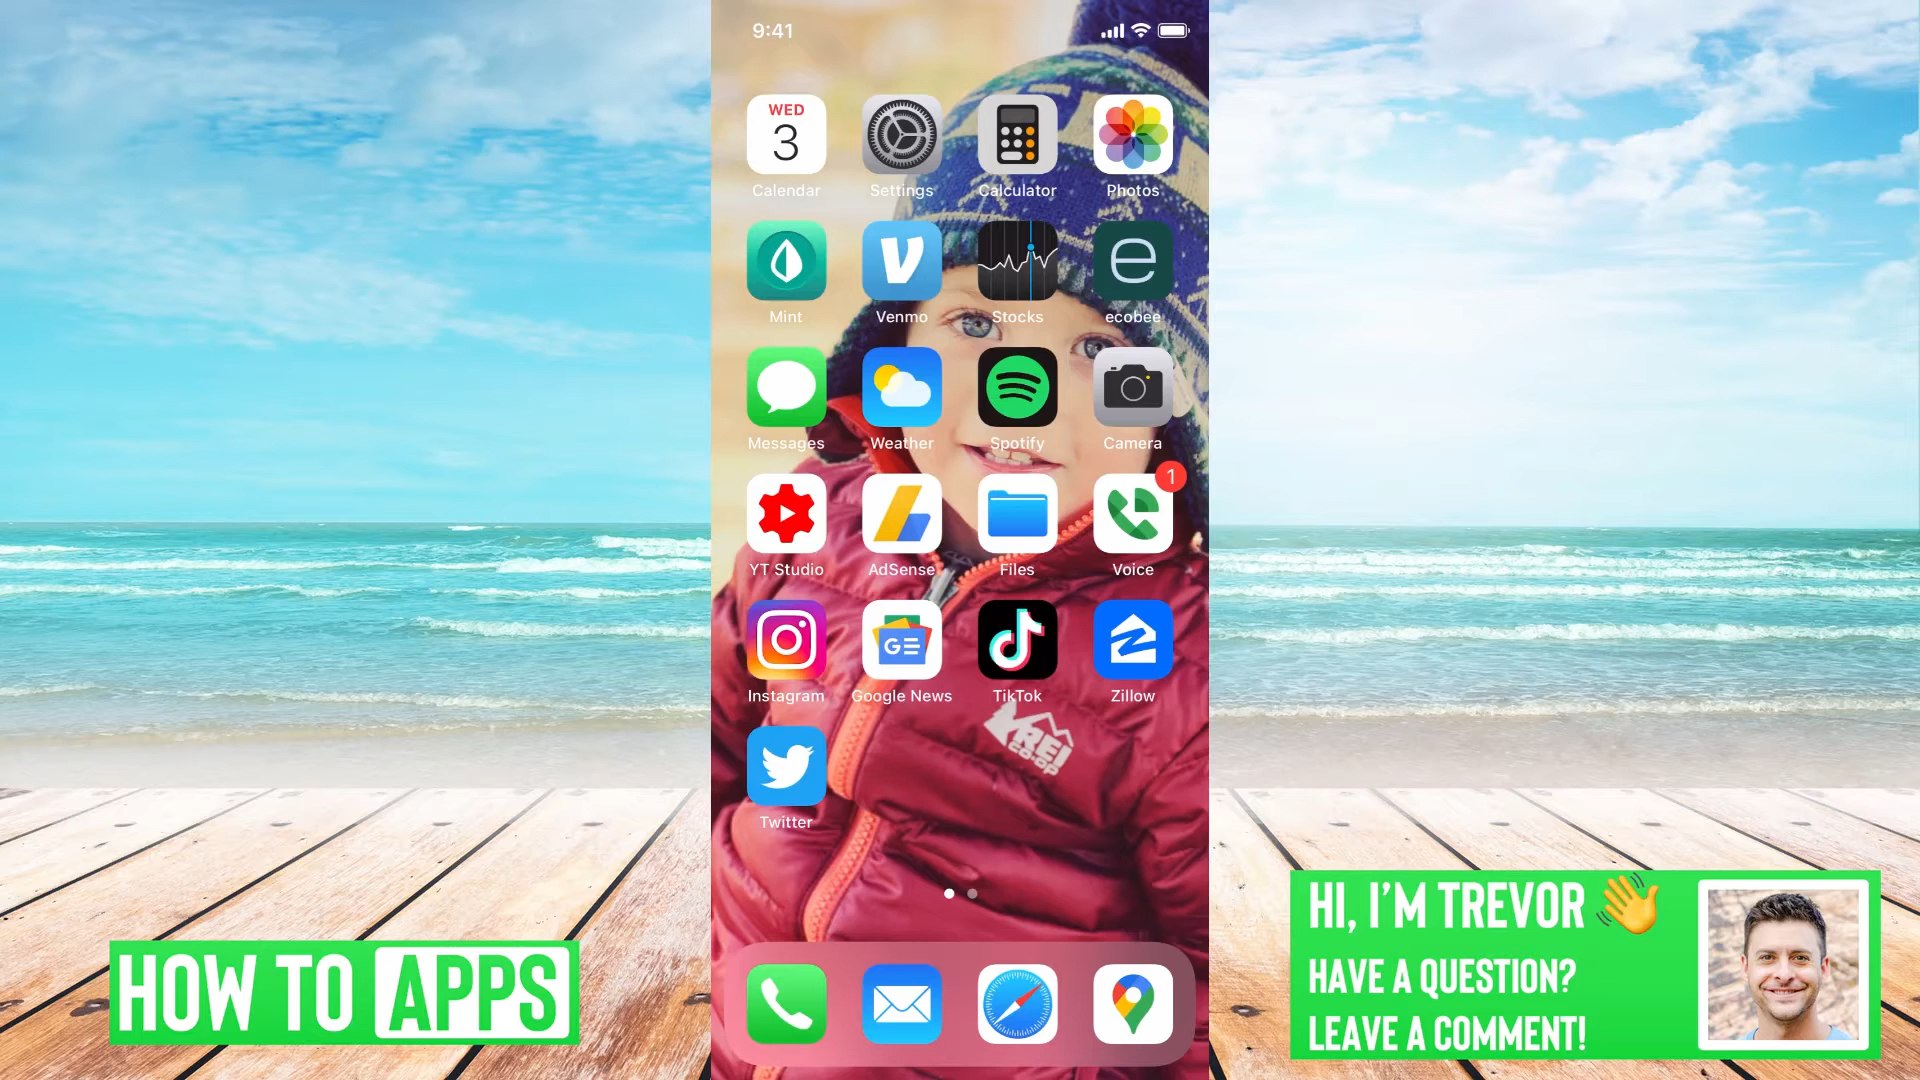 9:41
WED
3
Calendar
Settings
Calculator
Photos
Mint
Venmo
Stocks
ecobee
Messages
Weather
Spotify
Camera
1
YT Studio
AdSense
Files
Voice
GE
Instagram
Google News
TikTok
Zillow
REI
CO·OP
Twitter
HOW TO APPS
HI, I'M TREVOR
HAVE A QUESTION?
LEAVE A COMMENT!